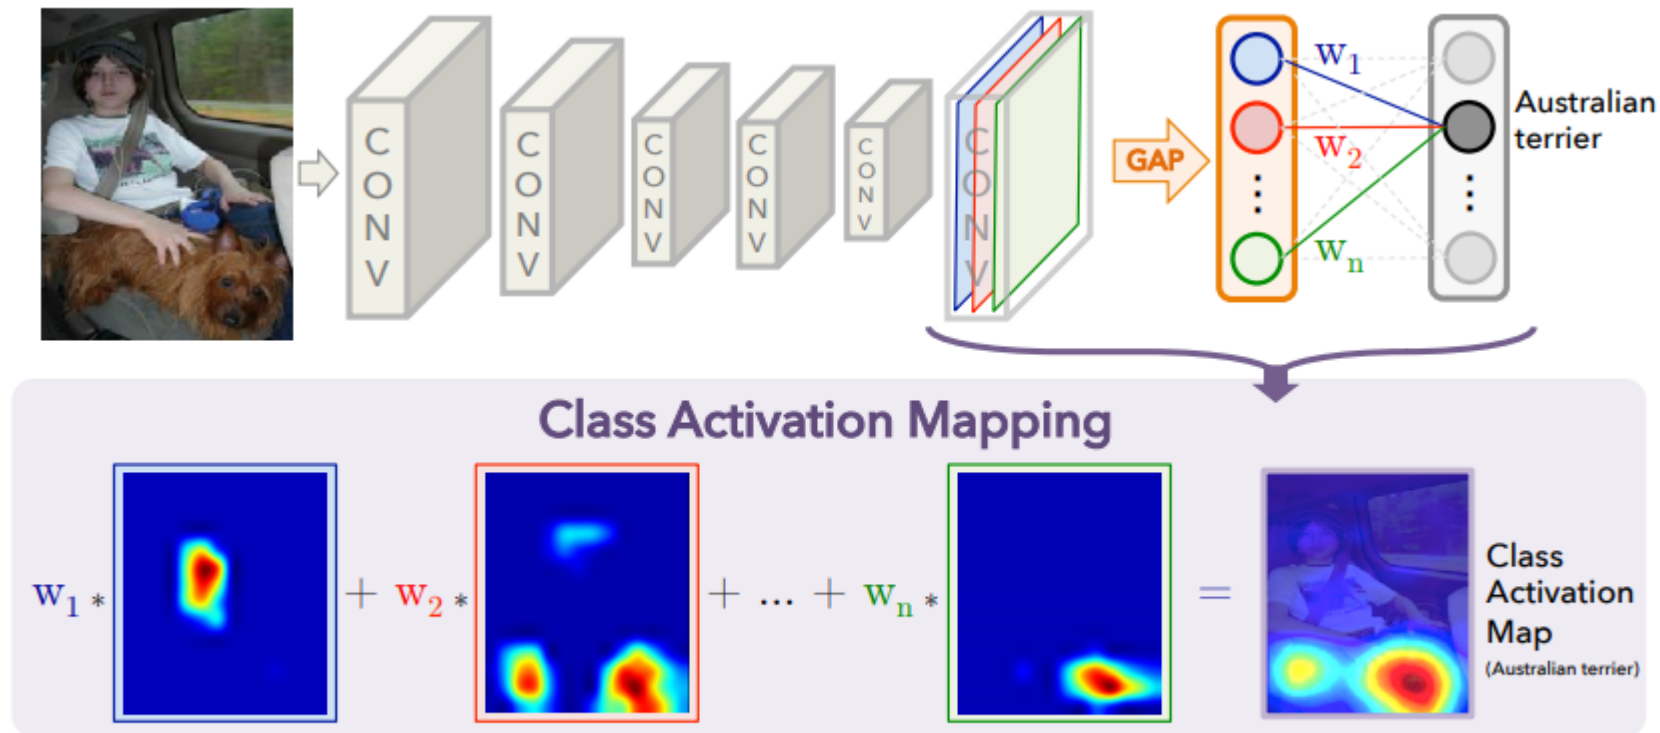 CONV
CONV
CONV
CONV
CONV
CONV
GAP
w1
w2
wn
Australian
terrier
Class Activation Mapping
w1 *
+ w2 *
+ ... + wn *
=
Class
Activation
Map
(Australian terrier)